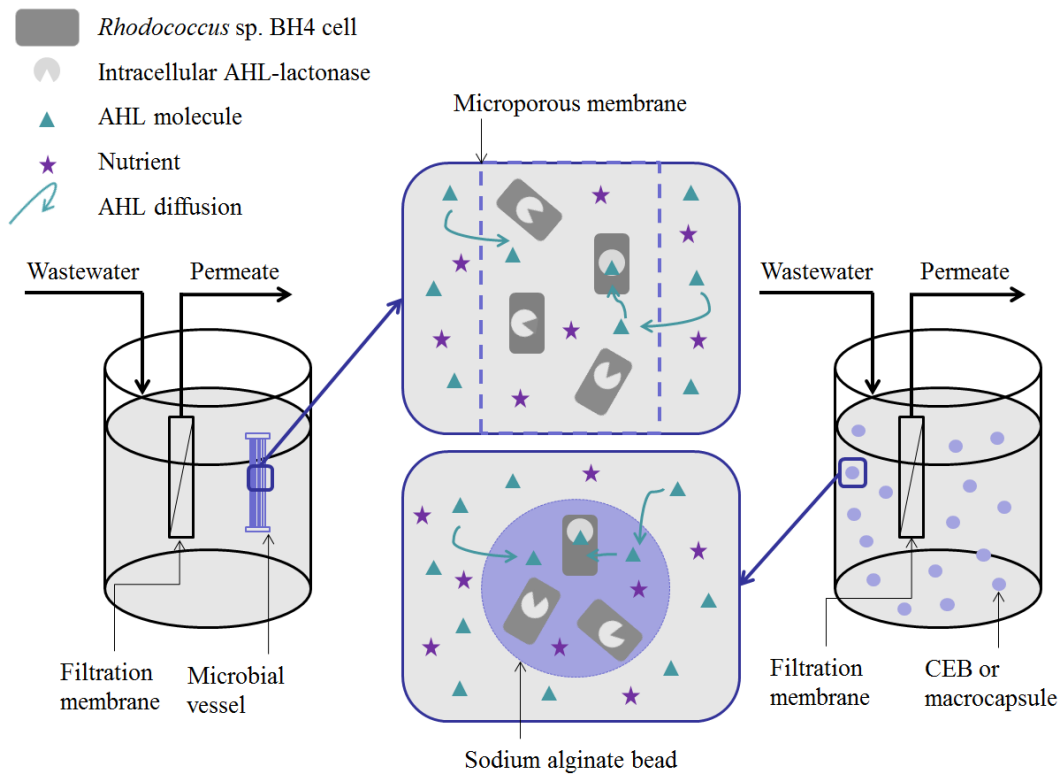 Rhodococcus sp. BH4 cell
Intracellular AHL-lactonase
AHL molecule
Nutrient
AHL diffusion
Microporous membrane
Wastewater
Permeate
Wastewater
Permeate
Filtration
membrane
Microbial
vessel
Filtration
membrane
CEB or
macrocapsule
Sodium alginate bead